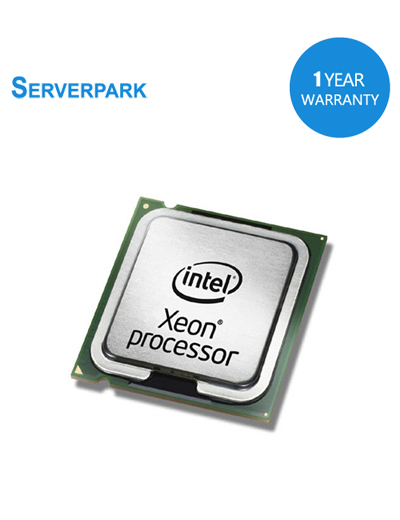 SERVERPARK
1 YEAR
WARRANTY
intel®
Xeon®
processor